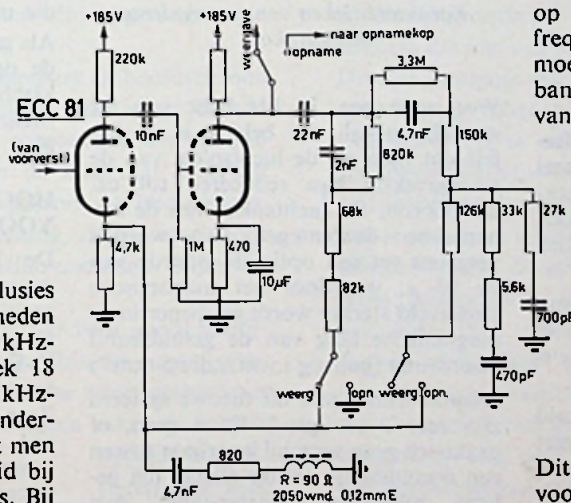 op
freq
moe
ban
van
+185V
+185V
weergave
naar opnamekop
opname
220k
3,3M
ECC 81
10nF
22nF
4,7nF
150k
2nF
820k
(van
voorverst.)
68k
126k
33k
27k
4,7k
1M
470
10µF
82k
5,6k
700pF
470pF
weerg.
opn
weerg.
opn.
820
4,7nF
R = 90 Ω
2050wnd 0,12mmE
lusies
heden
kHz-
ek 18
kHz-
nder-
t men
id bij
s. Bij
Dit
voor